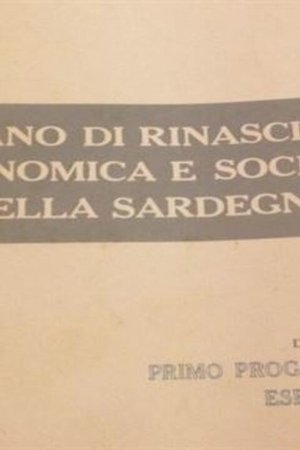 ANO DI RINASCI
NOMICA E SOCI
ELLA SARDEGN
D
PRIMO PROG
ESE